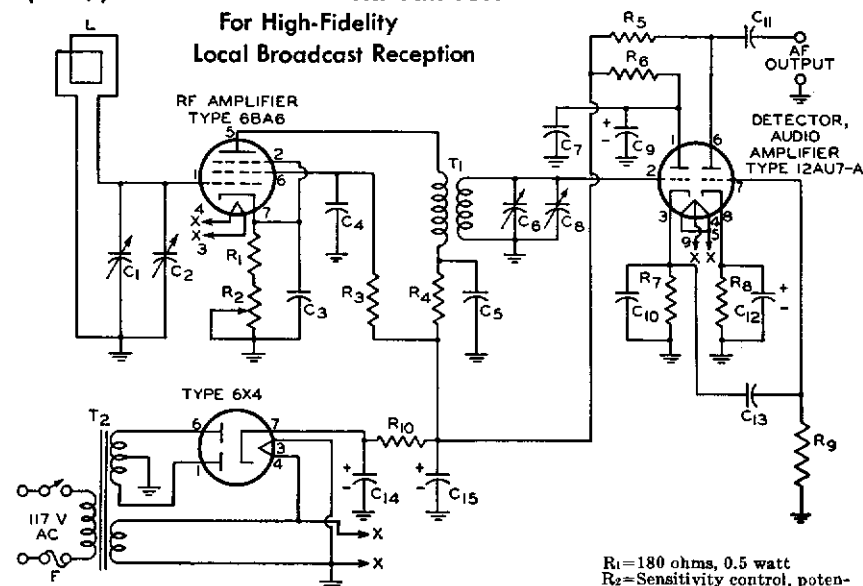 For High-Fidelity
Local Broadcast Reception
L
RF AMPLIFIER
TYPE 6BA6
5
1
2
6
4
X
X
3
7
C1
C2
R1
R2
C3
C4
R3
T1
R4
C5
C6
C8
R5
R6
C7
+
-
C9
C11
AF
OUTPUT
DETECTOR,
AUDIO
AMPLIFIER
TYPE 12AU7-A
1
6
2
7
3
9
4
5
8
X
X
R7
C10
R8
C12
+
-
C13
R9
TYPE 6X4
T2
6
7
3
4
1
R10
+
-
C14
+
-
C15
117 V
AC
F
X
X
R1=180 ohms, 0.5 watt
R2=Sensitivity control, poten-